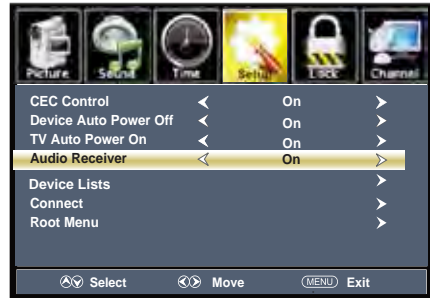 Picture Sound Time Setup Lock Channel
CEC Control On
Device Auto Power Off On
TV Auto Power On On
Audio Receiver On
Device Lists
Connect
Root Menu
Select Move MENU Exit